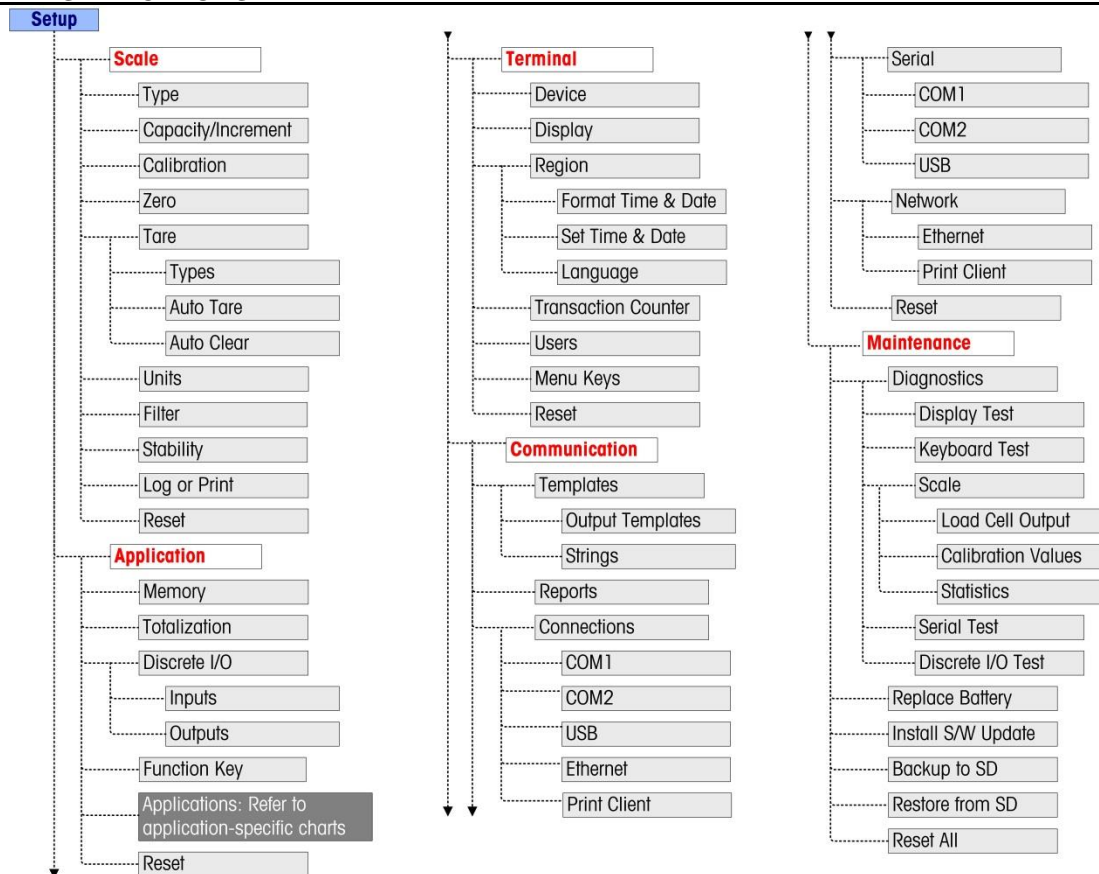 Setup
Scale
Type
Capacity/Increment
Calibration
Zero
Tare
Types
Auto Tare
Auto Clear
Units
Filter
Stability
Log or Print
Reset
Application
Memory
Totalization
Discrete I/O
Inputs
Outputs
Function Key
Applications: Refer to
application-specific charts
Reset
Terminal
Device
Display
Region
Format Time & Date
Set Time & Date
Language
Transaction Counter
Users
Menu Keys
Reset
Communication
Templates
Output Templates
Strings
Reports
Connections
COM1
COM2
USB
Ethernet
Print Client
Serial
COM1
COM2
USB
Network
Ethernet
Print Client
Reset
Maintenance
Diagnostics
Display Test
Keyboard Test
Scale
Load Cell Output
Calibration Values
Statistics
Serial Test
Discrete I/O Test
Replace Battery
Install S/W Update
Backup to SD
Restore from SD
Reset All